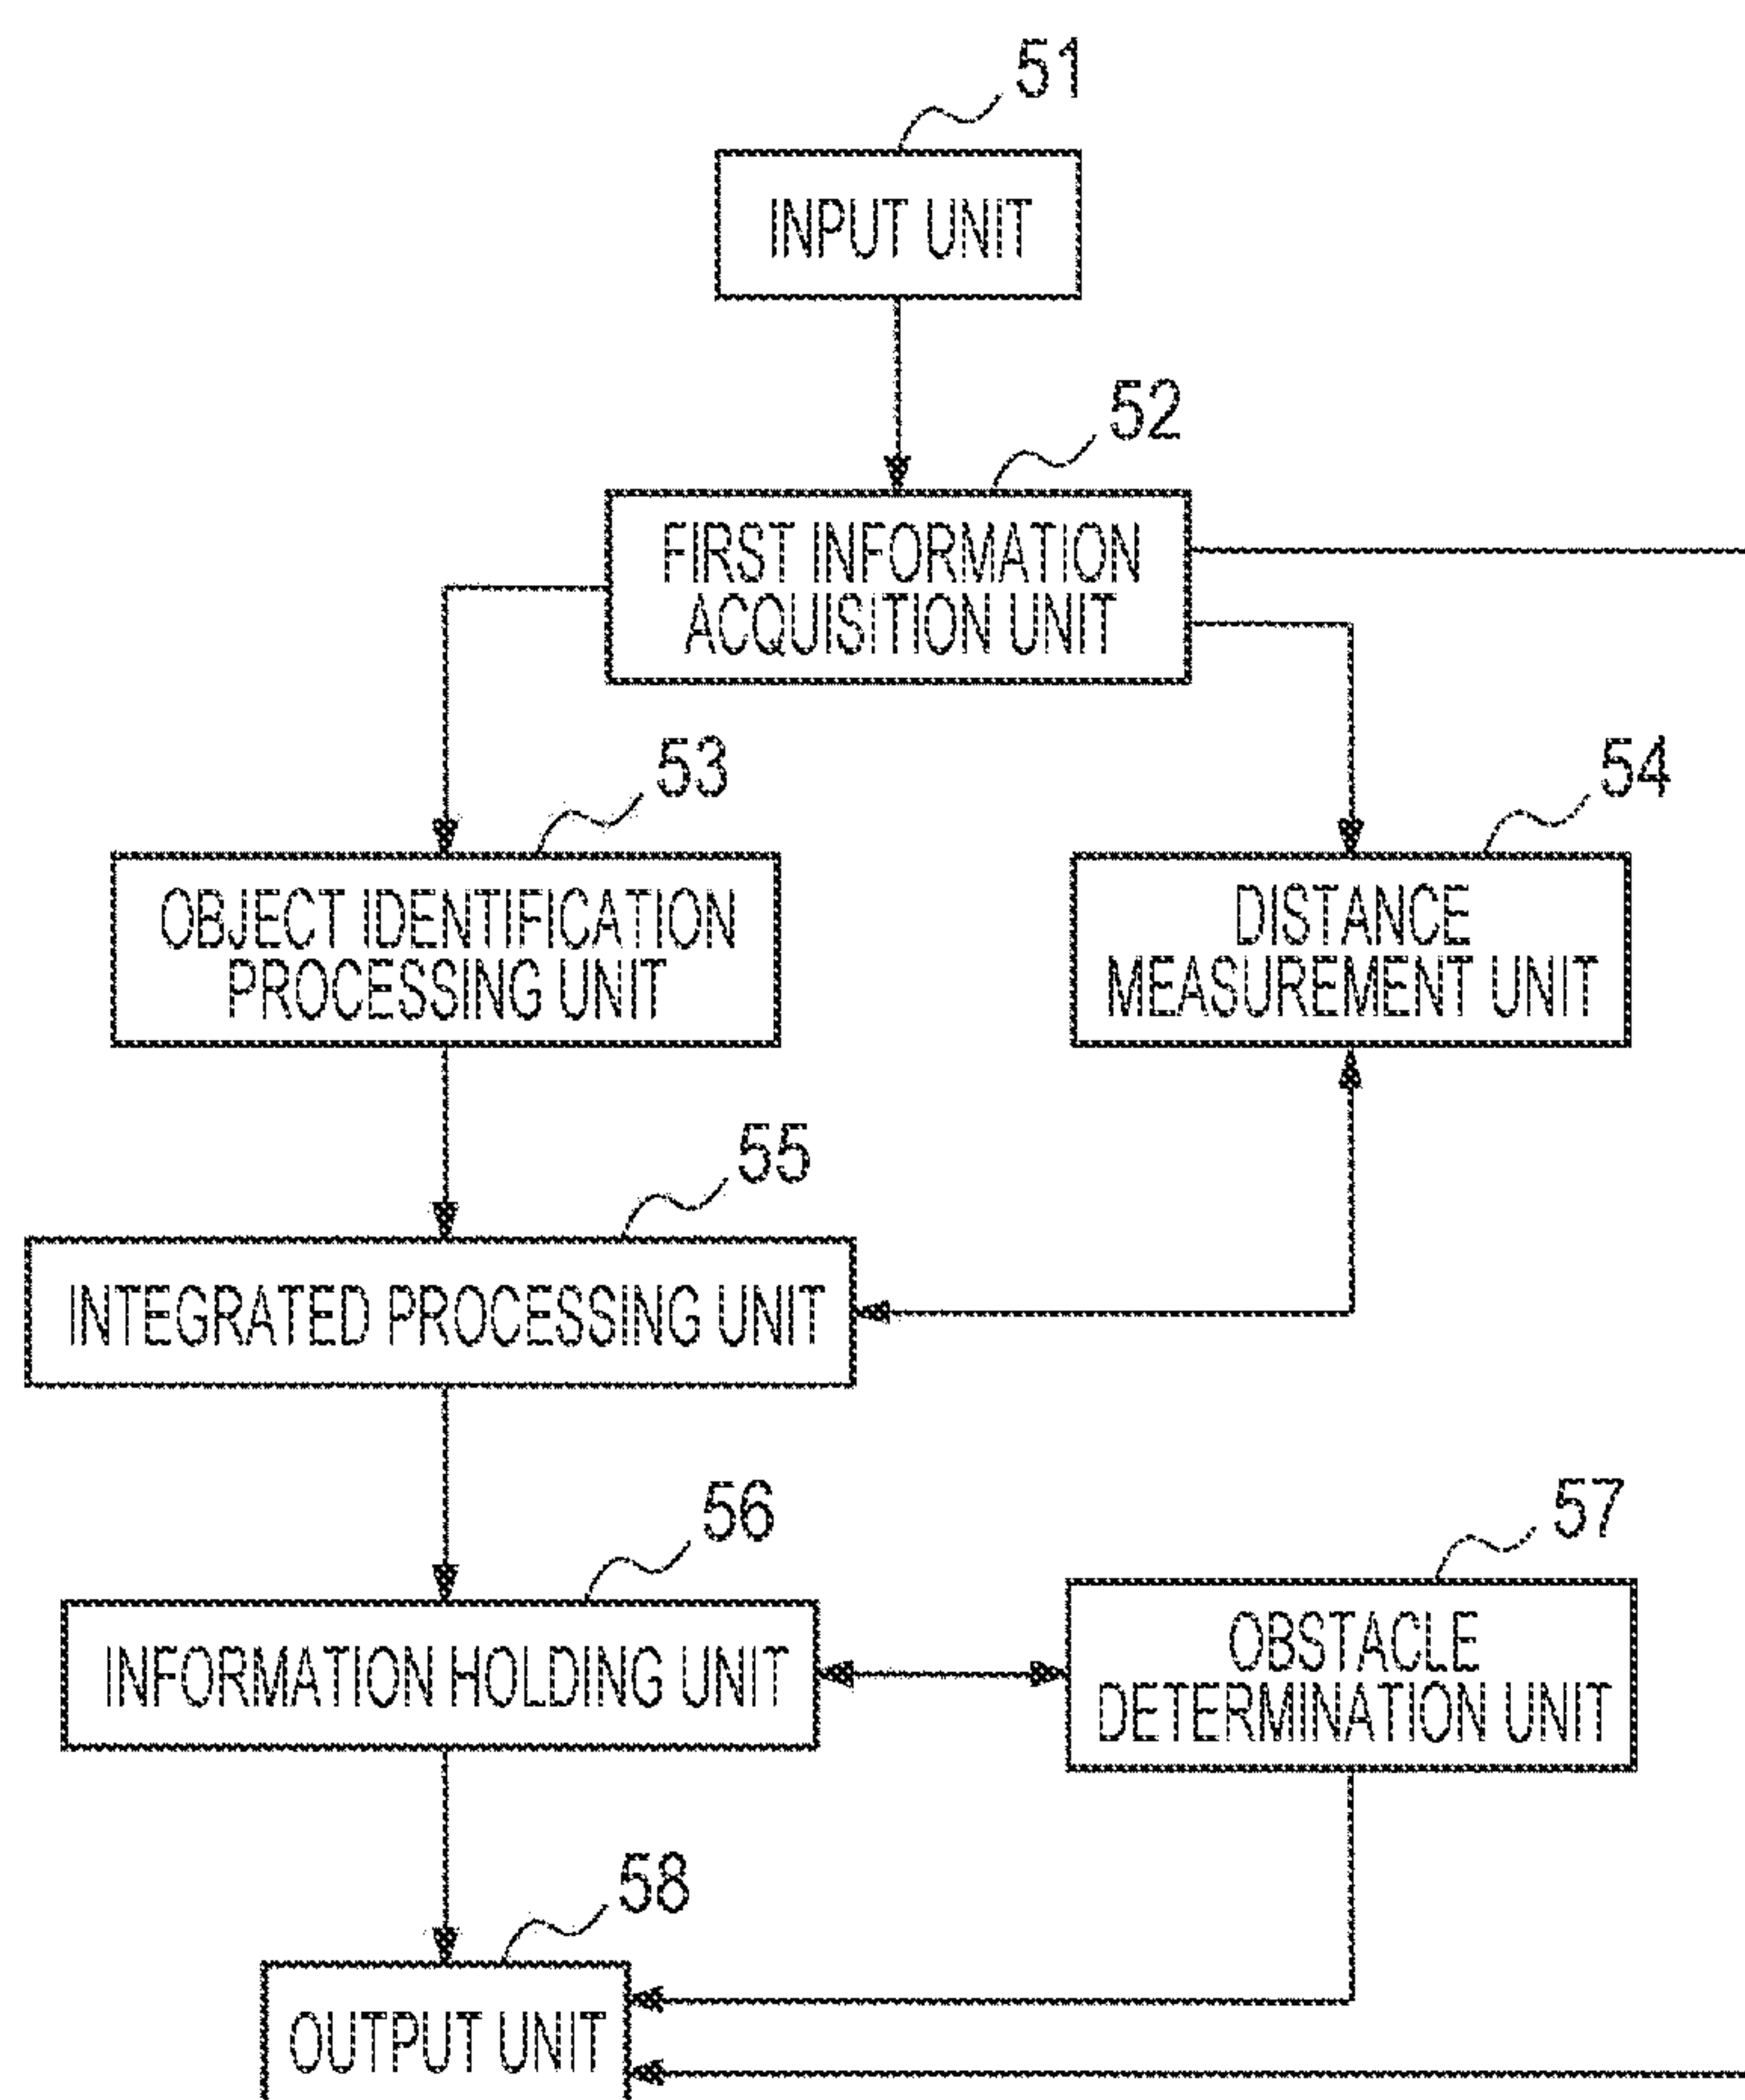 51
INPUT UNIT
52
FIRST INFORMATION
ACQUISITION UNIT
53
OBJECT IDENTIFICATION
PROCESSING UNIT
54
DISTANCE
MEASUREMENT UNIT
55
INTEGRATED PROCESSING UNIT
56
INFORMATION HOLDING UNIT
57
OBSTACLE
DETERMINATION UNIT
58
OUTPUT UNIT